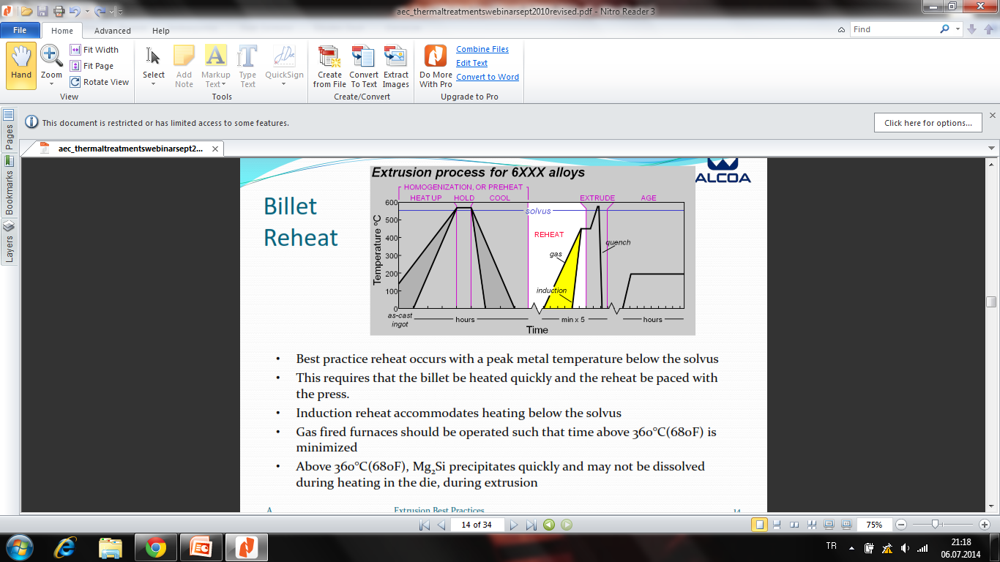 aec_thermaltreatmentswebinarsept2010revised.pdf - Nitro Reader 3
File
Home
Advanced
Help
Find
Hand
Zoom
Fit Width
Fit Page
Rotate View
View
Select
Add
Note
Markup
Text
Type
Text
QuickSign
Tools
Create
from File
Convert
To Text
Extract
Images
Create/Convert
Do More
With Pro
Combine Files
Edit Text
Convert to Word
Upgrade to Pro
This document is restricted or has limited access to some features.
Click here for options...
Pages
Bookmarks
Layers
aec_thermaltreatmentswebinarsept2...
ALCOA
Billet
Reheat
Extrusion process for 6XXX alloys
HOMOGENIZATION, OR PREHEAT
HEAT UP HOLD COOL EXTRUDE AGE
600
500
400
300
200
100
0
Temperature ºC
solvus
REHEAT
gas
quench
induction
as-cast
ingot
hours
min x 5
hours
Time
• Best practice reheat occurs with a peak metal temperature below the solvus
• This requires that the billet be heated quickly and the reheat be paced with
the press.
• Induction reheat accommodates heating below the solvus
• Gas fired furnaces should be operated such that time above 360°C(680F) is
minimized
• Above 360°C(680F), Mg₂Si precipitates quickly and may not be dissolved
during heating in the die, during extrusion
Extrusion Best Practices
14
14 of 34
75%
TR
21:18
06.07.2014